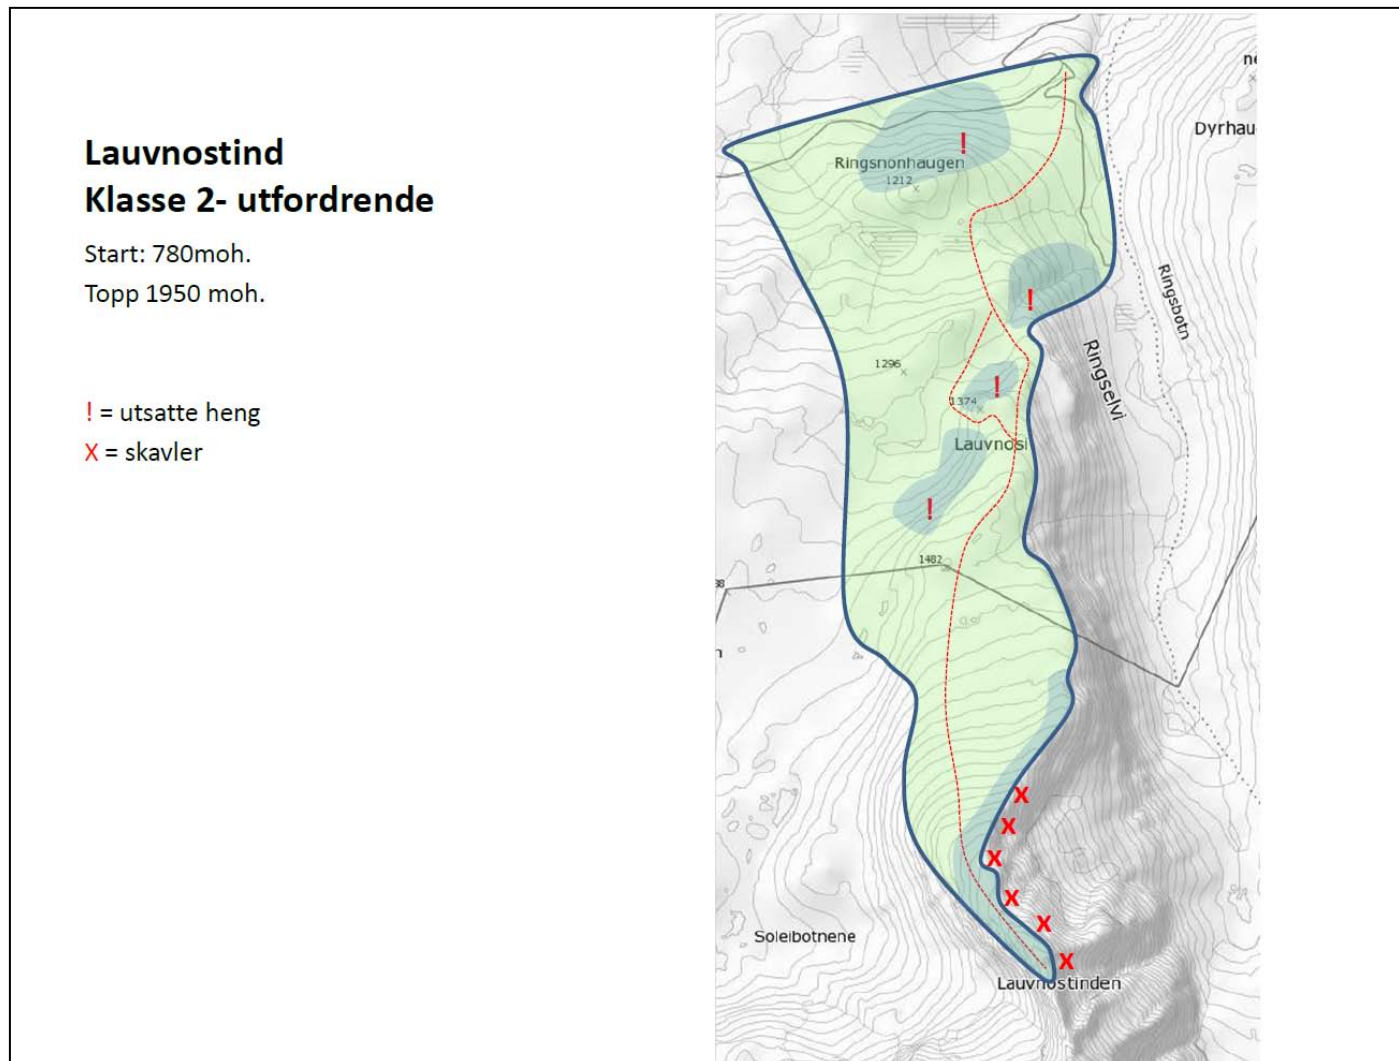 Lauvnostind
Klasse 2- utfordrende
Start: 780moh.
Topp 1950 moh.
! = utsatte heng
X = skavler
Dyrhau
!
Ringsnonhaugen
1212
Ringsbotn
!
Ringselvi
1296
!
1374
Lauvnosi
!
1482
X
X
X
X
X
X
Soleibotnene
Lauvnostinden